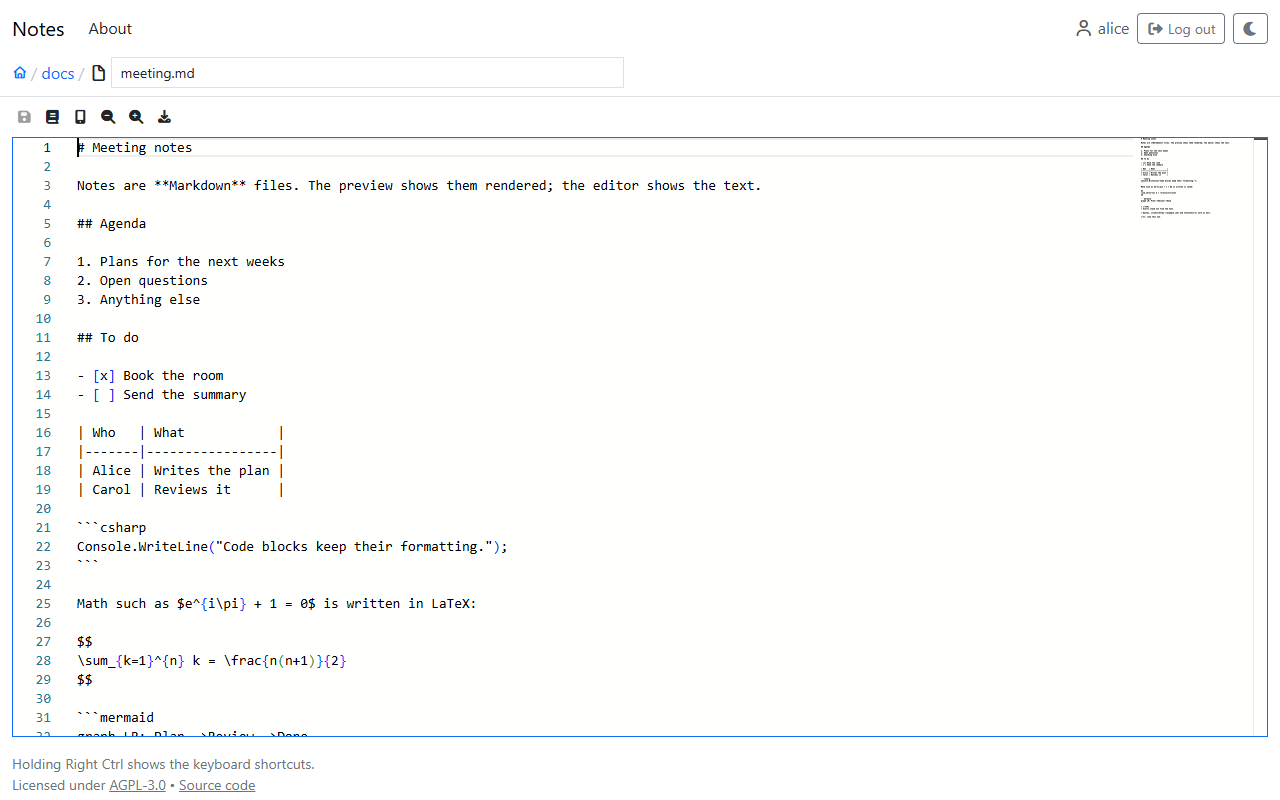 Notes About alice Log out
/ docs / meeting.md
1 # Meeting notes
2
3 Notes are **Markdown** files. The preview shows them rendered; the editor shows the text.
4
5 ## Agenda
6
7 1. Plans for the next weeks
8 2. Open questions
9 3. Anything else
10
11 ## To do
12
13 - [x] Book the room
14 - [ ] Send the summary
15
16 | Who   | What            |
17 |-------|-----------------|
18 | Alice | Writes the plan |
19 | Carol | Reviews it      |
20
21 ```csharp
22 Console.WriteLine("Code blocks keep their formatting.");
23 ```
24
25 Math such as $e^{i\pi} + 1 = 0$ is written in LaTeX:
26
27 $$
28 \sum_{k=1}^{n} k = \frac{n(n+1)}{2}
29 $$
30
31 ```mermaid
Holding Right Ctrl shows the keyboard shortcuts.
Licensed under AGPL-3.0 • Source code